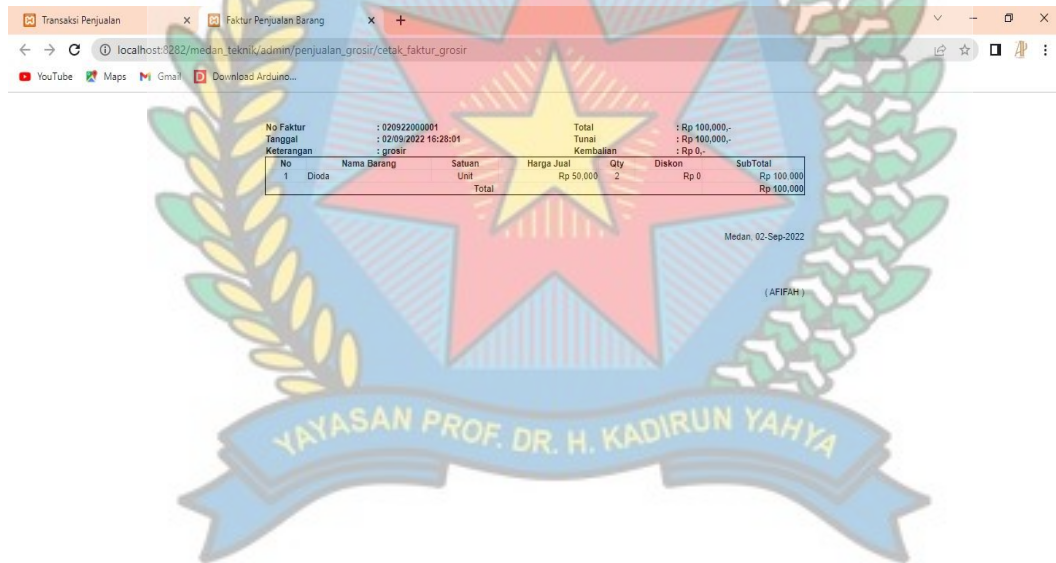 Transaksi Penjualan
Faktur Penjualan Barang
localhost:8282/medan_teknik/admin/penjualan_grosir/cetak_faktur_grosir
YouTube Maps Gmail Download Arduino...
No Faktur : 020922000001 Total : Rp 100,000,-
Tanggal : 02/09/2022 16:28:01 Tunai : Rp 100,000,-
Keterangan : grosir Kembalian : Rp 0,-
No Nama Barang Satuan Harga Jual Qty Diskon SubTotal
1 Dioda Unit Rp 50,000 2 Rp 0 Rp 100,000
Total Rp 100,000
Medan, 02-Sep-2022
( AFIFAH )
YAYASAN PROF. DR. H. KADIRUN YAHYA